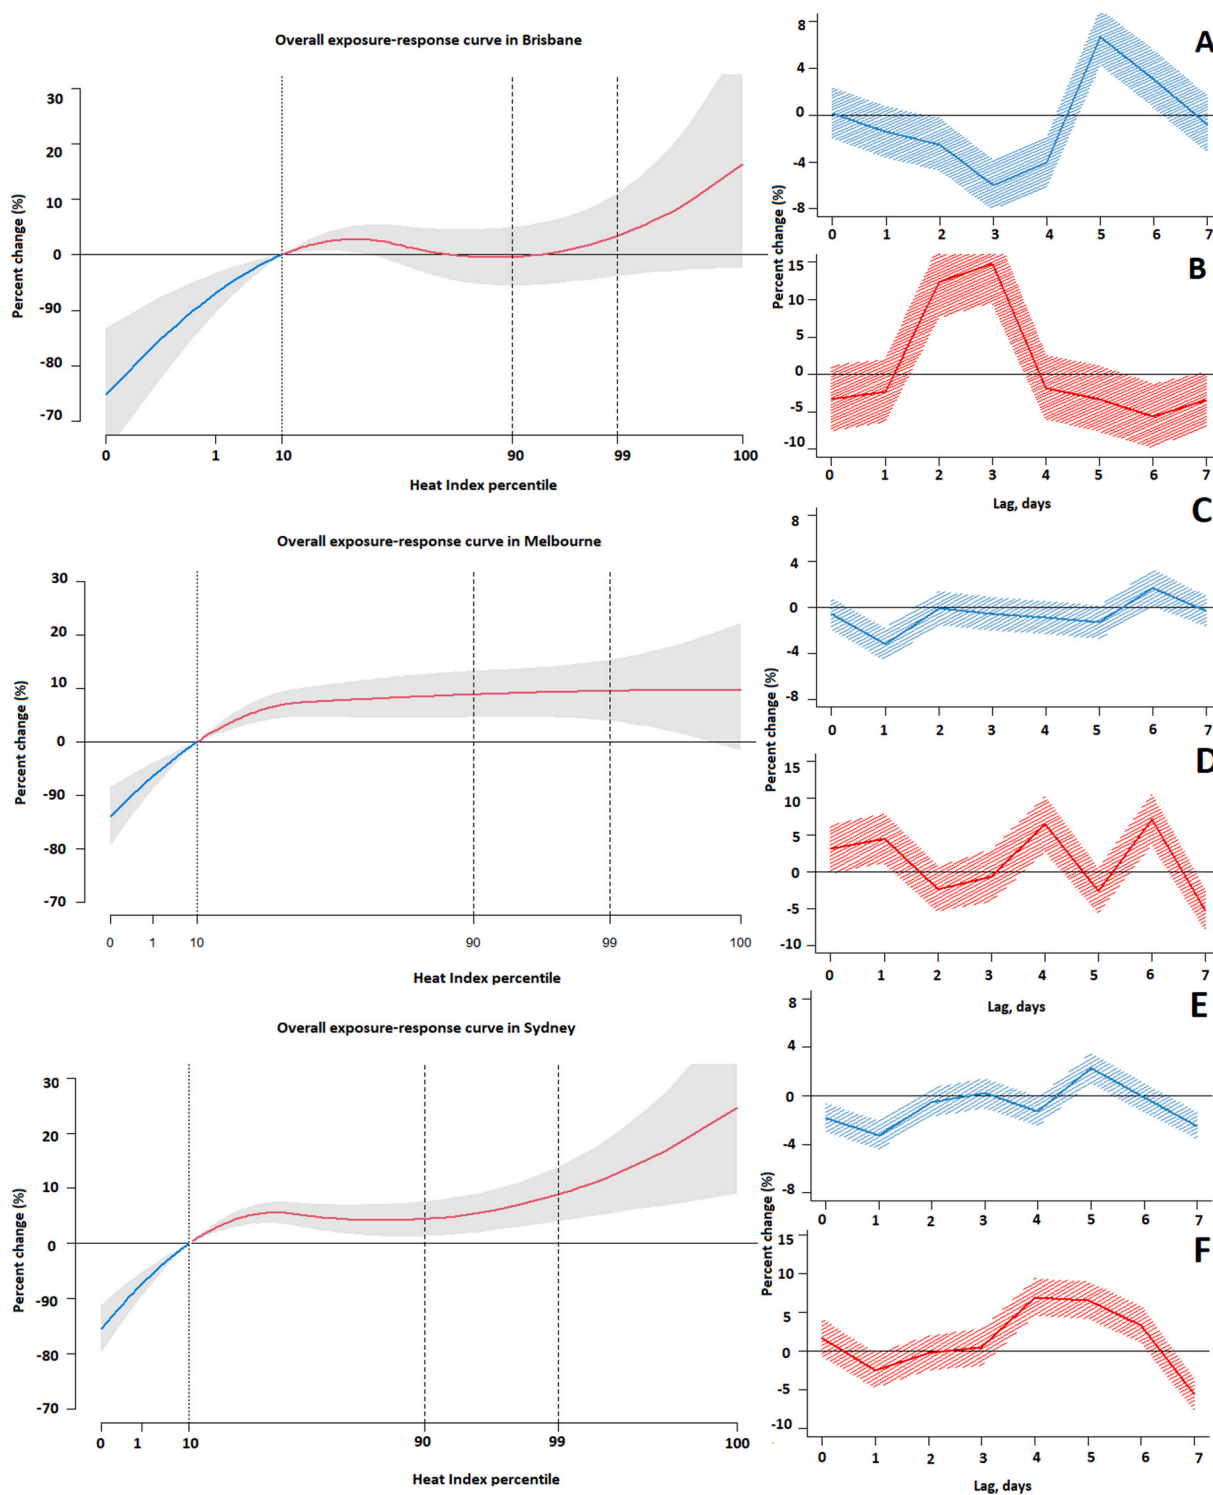 Overall exposure-response curve in Brisbane
30
20
10
0
-90
-80
-70
Percent change (%)
0 1 10 90 99 100
Heat Index percentile
A
8
4
0
-4
-8
0 1 2 3 4 5 6 7
Percent change (%)
B
15
10
5
0
-5
-10
0 1 2 3 4 5 6 7
Lag, days
Overall exposure-response curve in Melbourne
30
20
10
0
-90
-80
-70
Percent change (%)
0 1 10 90 99 100
Heat Index percentile
C
8
4
0
-4
-8
0 1 2 3 4 5 6 7
Percent change (%)
D
15
10
5
0
-5
-10
0 1 2 3 4 5 6 7
Lag, days
Overall exposure-response curve in Sydney
30
20
10
0
-90
-80
-70
Percent change (%)
0 1 10 90 99 100
Heat Index percentile
E
8
4
0
-4
-8
0 1 2 3 4 5 6 7
Percent change (%)
F
15
10
5
0
-5
-10
0 1 2 3 4 5 6 7
Lag, days